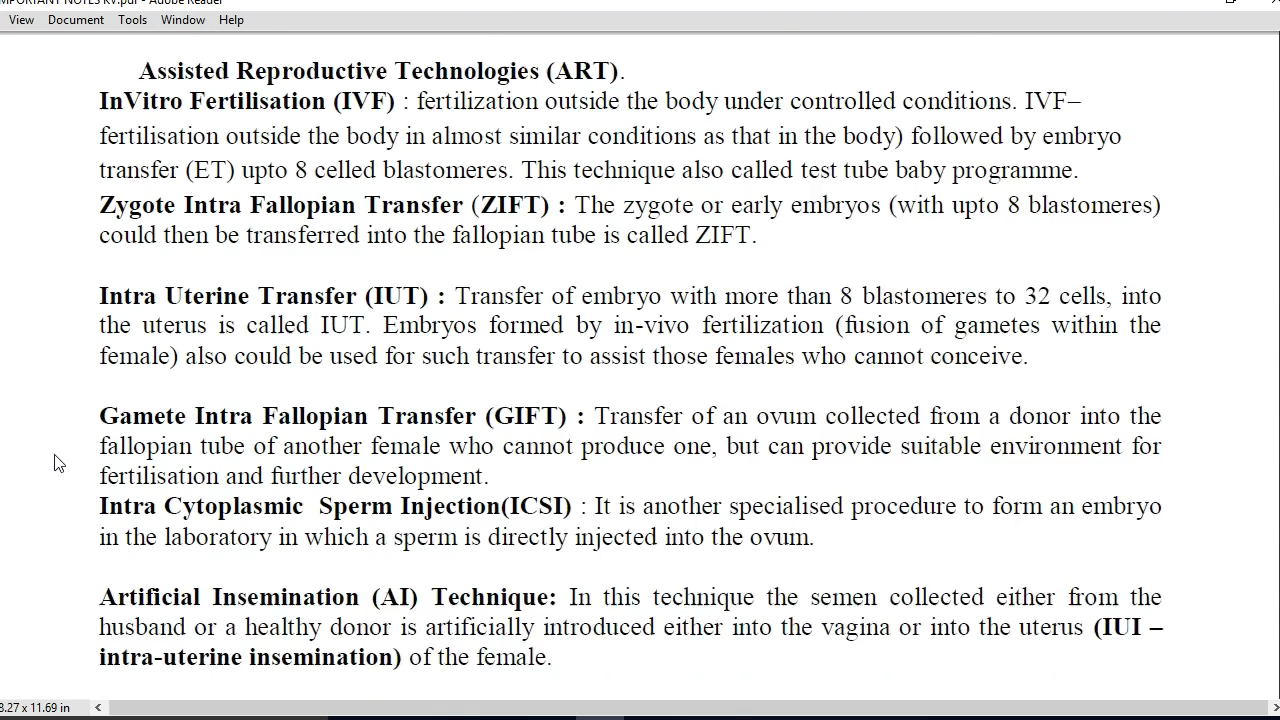 MPORTANT NOTES KV.pdf - Adobe Reader
View Document Tools Window Help
Assisted Reproductive Technologies (ART).
InVitro Fertilisation (IVF) : fertilization outside the body under controlled conditions. IVF–
fertilisation outside the body in almost similar conditions as that in the body) followed by embryo
transfer (ET) upto 8 celled blastomeres. This technique also called test tube baby programme.
Zygote Intra Fallopian Transfer (ZIFT) : The zygote or early embryos (with upto 8 blastomeres)
could then be transferred into the fallopian tube is called ZIFT.
Intra Uterine Transfer (IUT) : Transfer of embryo with more than 8 blastomeres to 32 cells, into
the uterus is called IUT. Embryos formed by in-vivo fertilization (fusion of gametes within the
female) also could be used for such transfer to assist those females who cannot conceive.
Gamete Intra Fallopian Transfer (GIFT) : Transfer of an ovum collected from a donor into the
fallopian tube of another female who cannot produce one, but can provide suitable environment for
fertilisation and further development.
Intra Cytoplasmic Sperm Injection(ICSI) : It is another specialised procedure to form an embryo
in the laboratory in which a sperm is directly injected into the ovum.
Artificial Insemination (AI) Technique: In this technique the semen collected either from the
husband or a healthy donor is artificially introduced either into the vagina or into the uterus (IUI –
intra-uterine insemination) of the female.
8.27 x 11.69 in